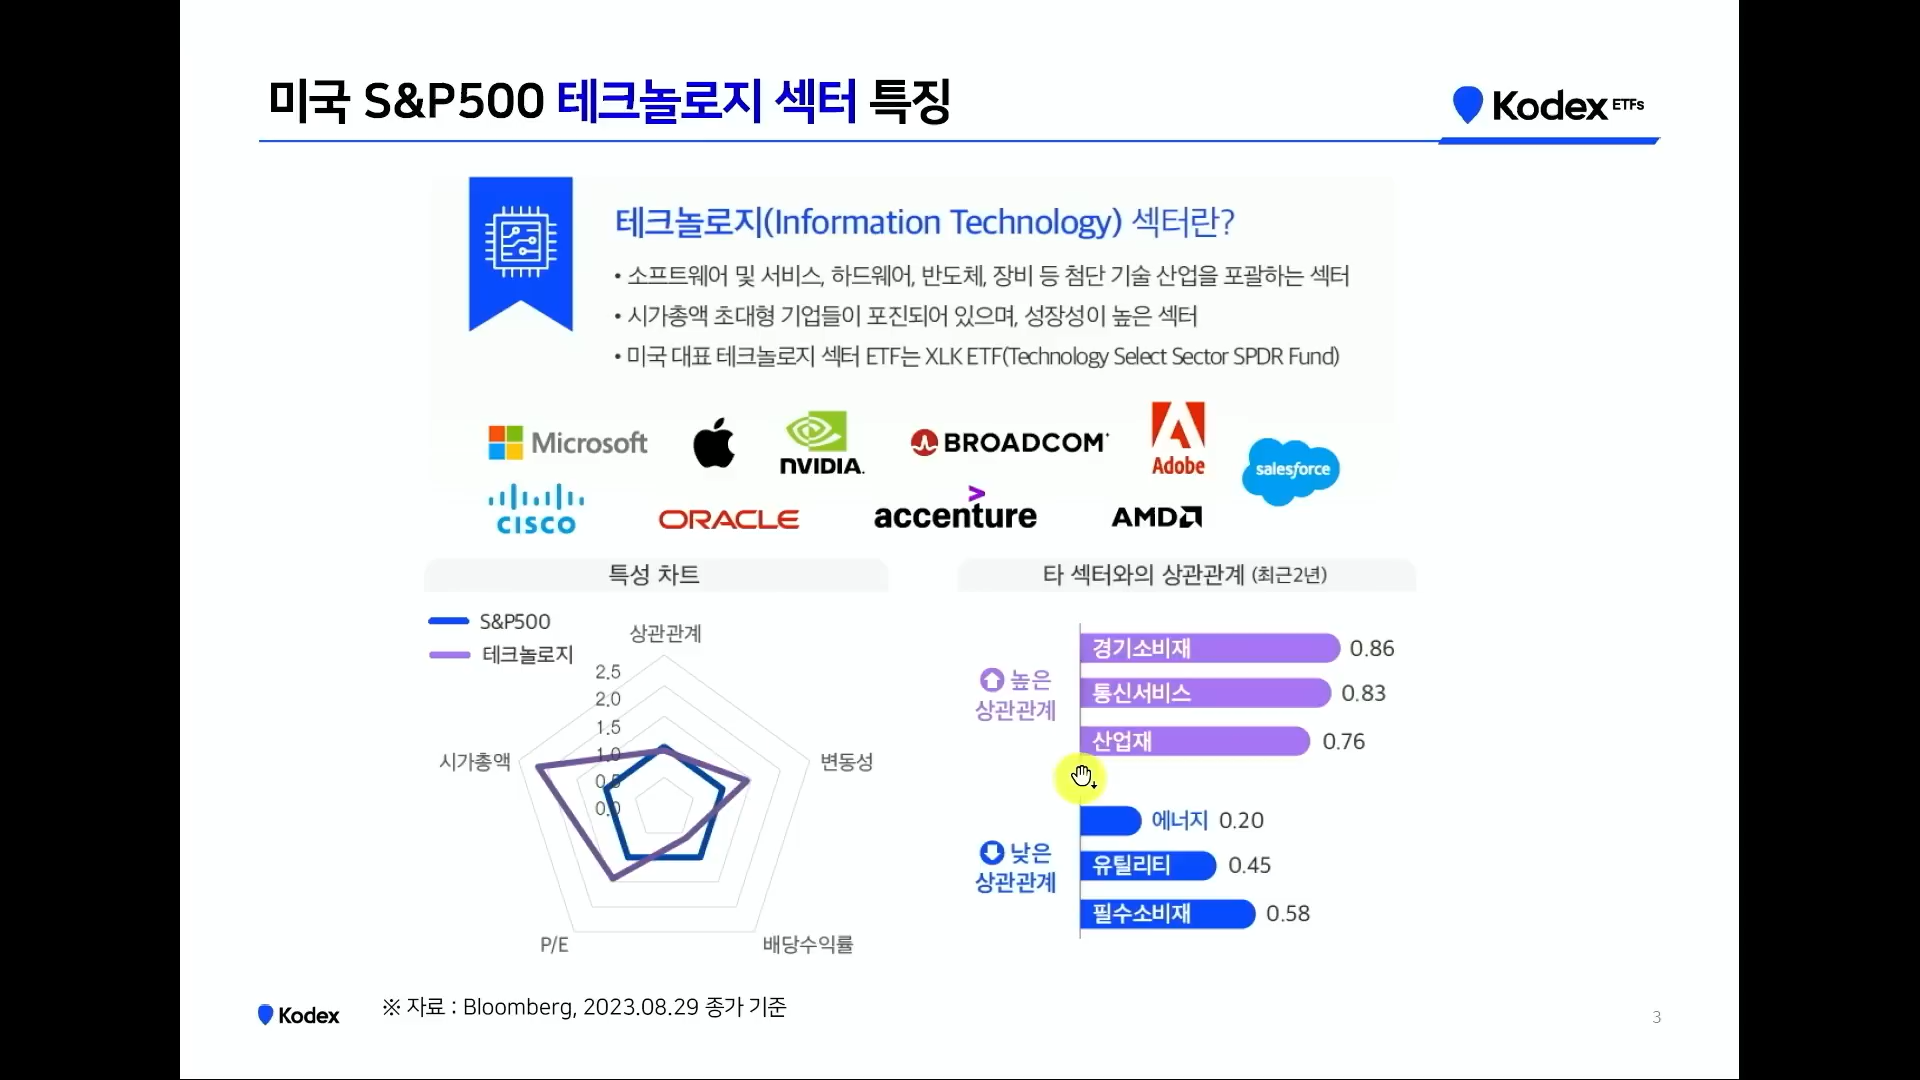 미국 S&P500 테크놀로지 섹터 특징
Kodex ETFs
테크놀로지(Information Technology) 섹터란?
• 소프트웨어 및 서비스, 하드웨어, 반도체, 장비 등 첨단 기술 산업을 포괄하는 섹터
• 시가총액 초대형 기업들이 포진되어 있으며, 성장성이 높은 섹터
• 미국 대표 테크놀로지 섹터 ETF는 XLK ETF(Technology Select Sector SPDR Fund)
Microsoft
NVIDIA.
BROADCOM
Adobe
salesforce
CISCO
ORACLE
accenture
AMD
특성 차트
S&P500
테크놀로지
상관관계
2.5
2.0
1.5
1.0
0.5
0.0
시가총액
변동성
P/E
배당수익률
타 섹터와의 상관관계 (최근2년)
높은
상관관계
경기소비재 0.86
통신서비스 0.83
산업재 0.76
낮은
상관관계
에너지 0.20
유틸리티 0.45
필수소비재 0.58
Kodex
※ 자료 : Bloomberg, 2023.08.29 종가 기준
3